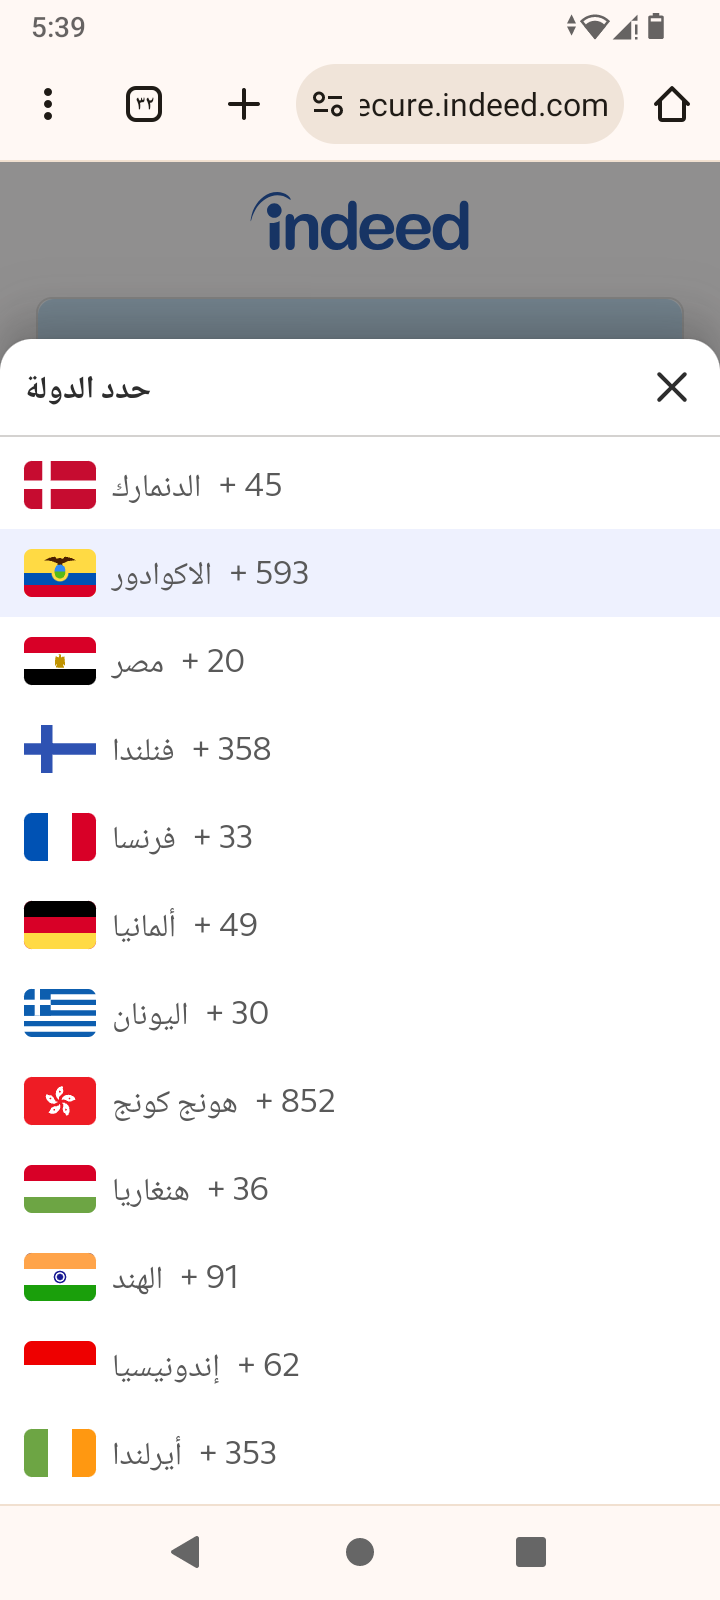 5:39
٣٢
ecure.indeed.com
indeed
حدد الدولة
الدنمارك + 45
الاكوادور + 593
مصر + 20
فنلندا + 358
فرنسا + 33
ألمانيا + 49
اليونان + 30
هونج كونج + 852
هنغاريا + 36
الهند + 91
إندونيسيا + 62
أيرلندا + 353